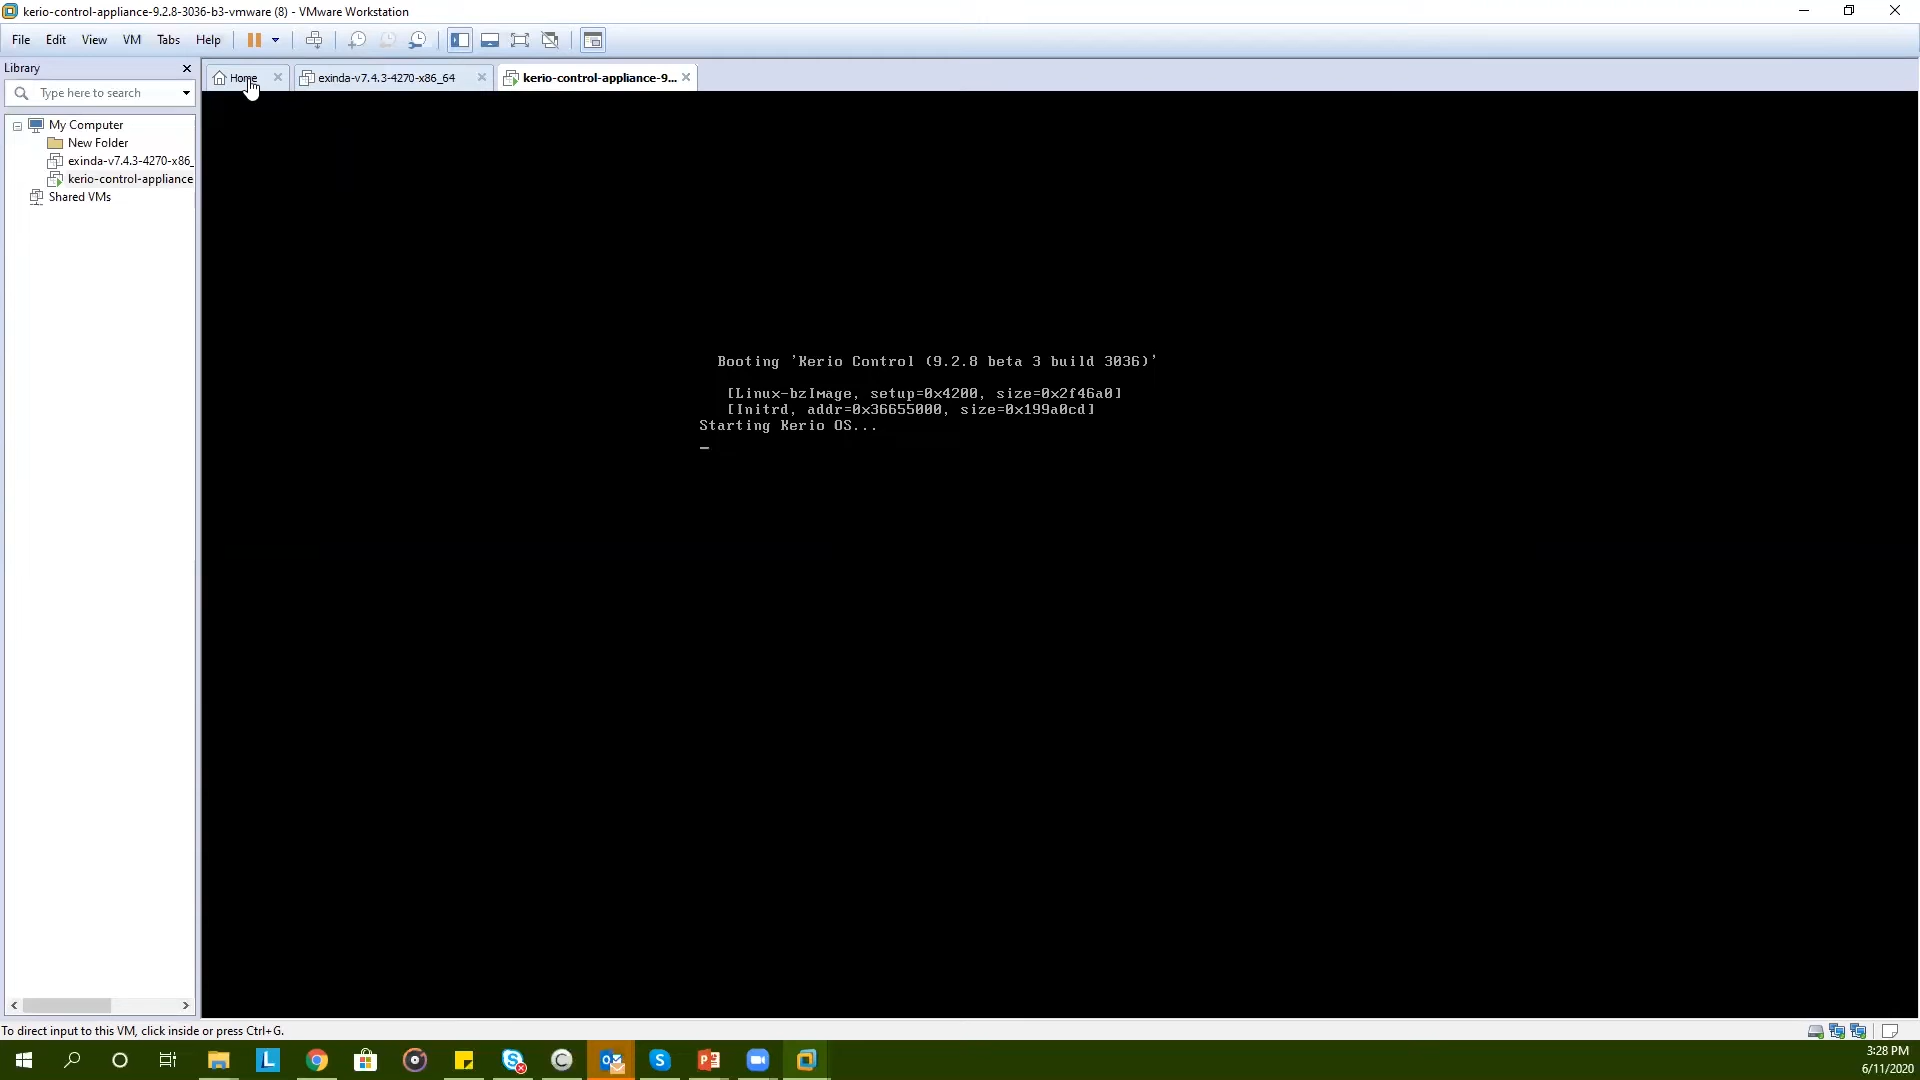 kerio-control-appliance-9.2.8-3036-b3-vmware (8) - VMware Workstation
File Edit View VM Tabs Help
Library
Type here to search
Home
exinda-v7.4.3-4270-x86_64
kerio-control-appliance-9...
My Computer
New Folder
exinda-v7.4.3-4270-x86_
kerio-control-appliance
Shared VMs
Booting 'Kerio Control (9.2.8 beta 3 build 3036)'
[Linux-bzImage, setup=0x4200, size=0x2f46a0]
[Initrd, addr=0x36655000, size=0x199a0cd]
Starting Kerio OS...
_
To direct input to this VM, click inside or press Ctrl+G.
3:28 PM
6/11/2020